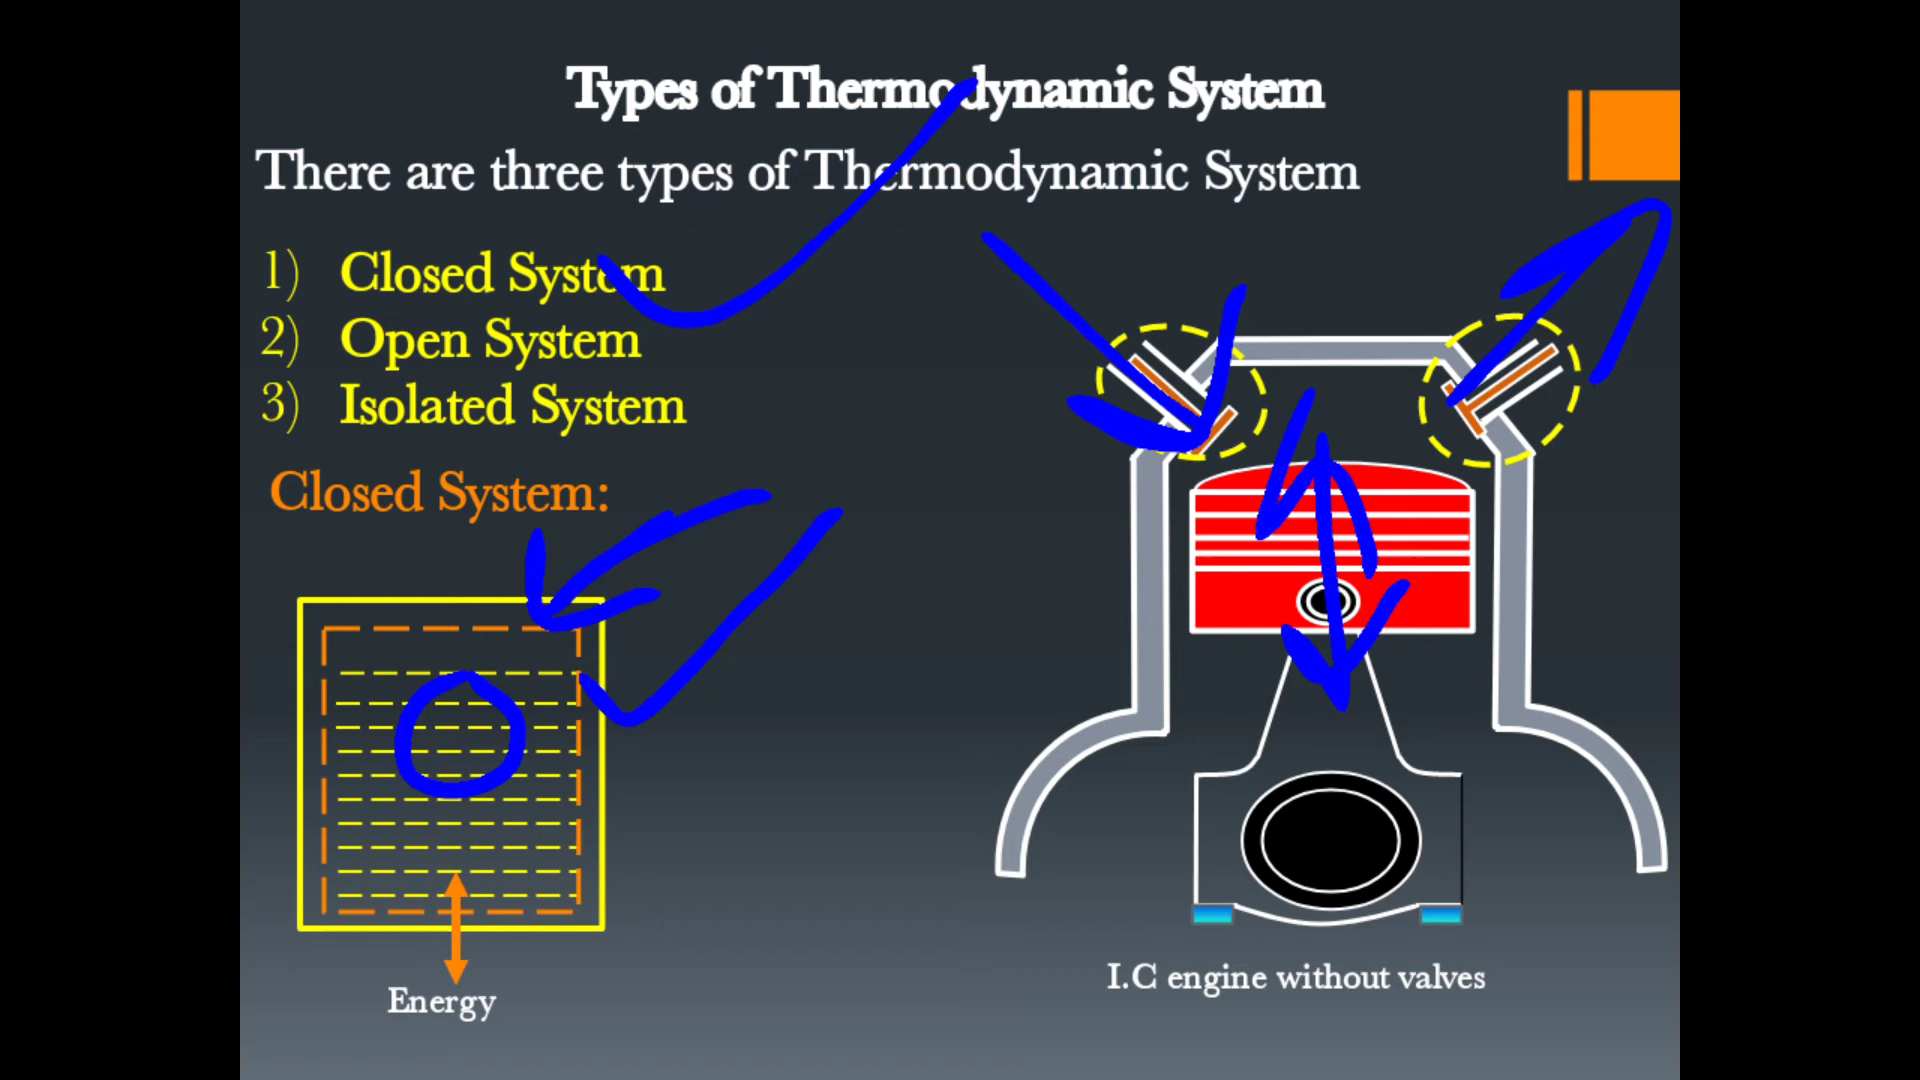 Types of Thermodynamic System
There are three types of Thermodynamic System
1) Closed System
2) Open System
3) Isolated System
Closed System:
Energy
I.C engine without valves